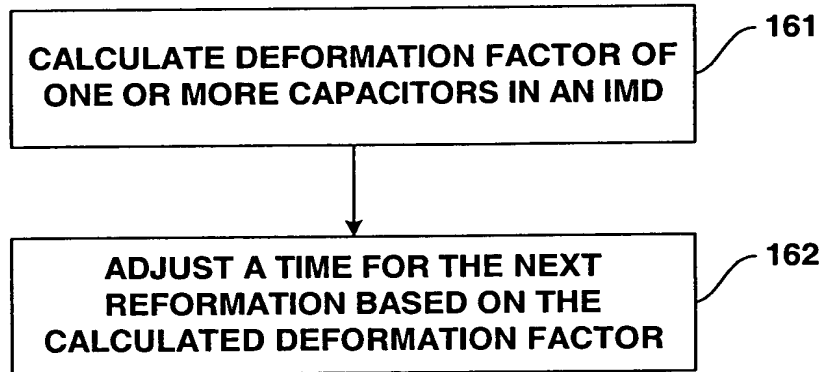 CALCULATE DEFORMATION FACTOR OF
ONE OR MORE CAPACITORS IN AN IMD
161
ADJUST A TIME FOR THE NEXT
REFORMATION BASED ON THE
CALCULATED DEFORMATION FACTOR
162